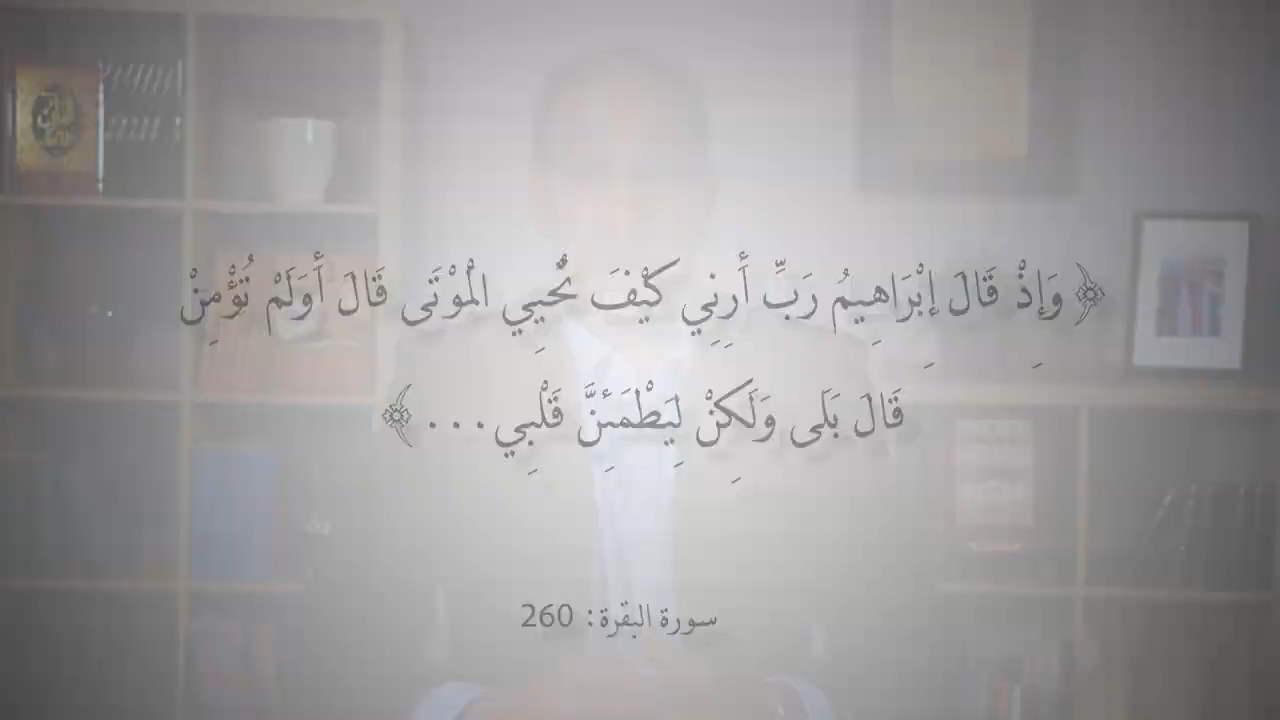 ﴿ وَإِذْ قَالَ إِبْرَاهِيمُ رَبِّ أَرِنِي كَيْفَ تُحْيِي الْمَوْتَى قَالَ أَوَلَمْ تُؤْمِنْ
قَالَ بَلَى وَلَكِنْ لِيَطْمَئِنَّ قَلْبِي... ﴾
سورة البقرة: 260